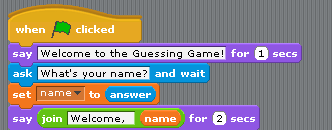 when clicked
say Welcome to the Guessing Game! for 1 secs
ask What's your name? and wait
set name to answer
say join Welcome, name for 2 secs